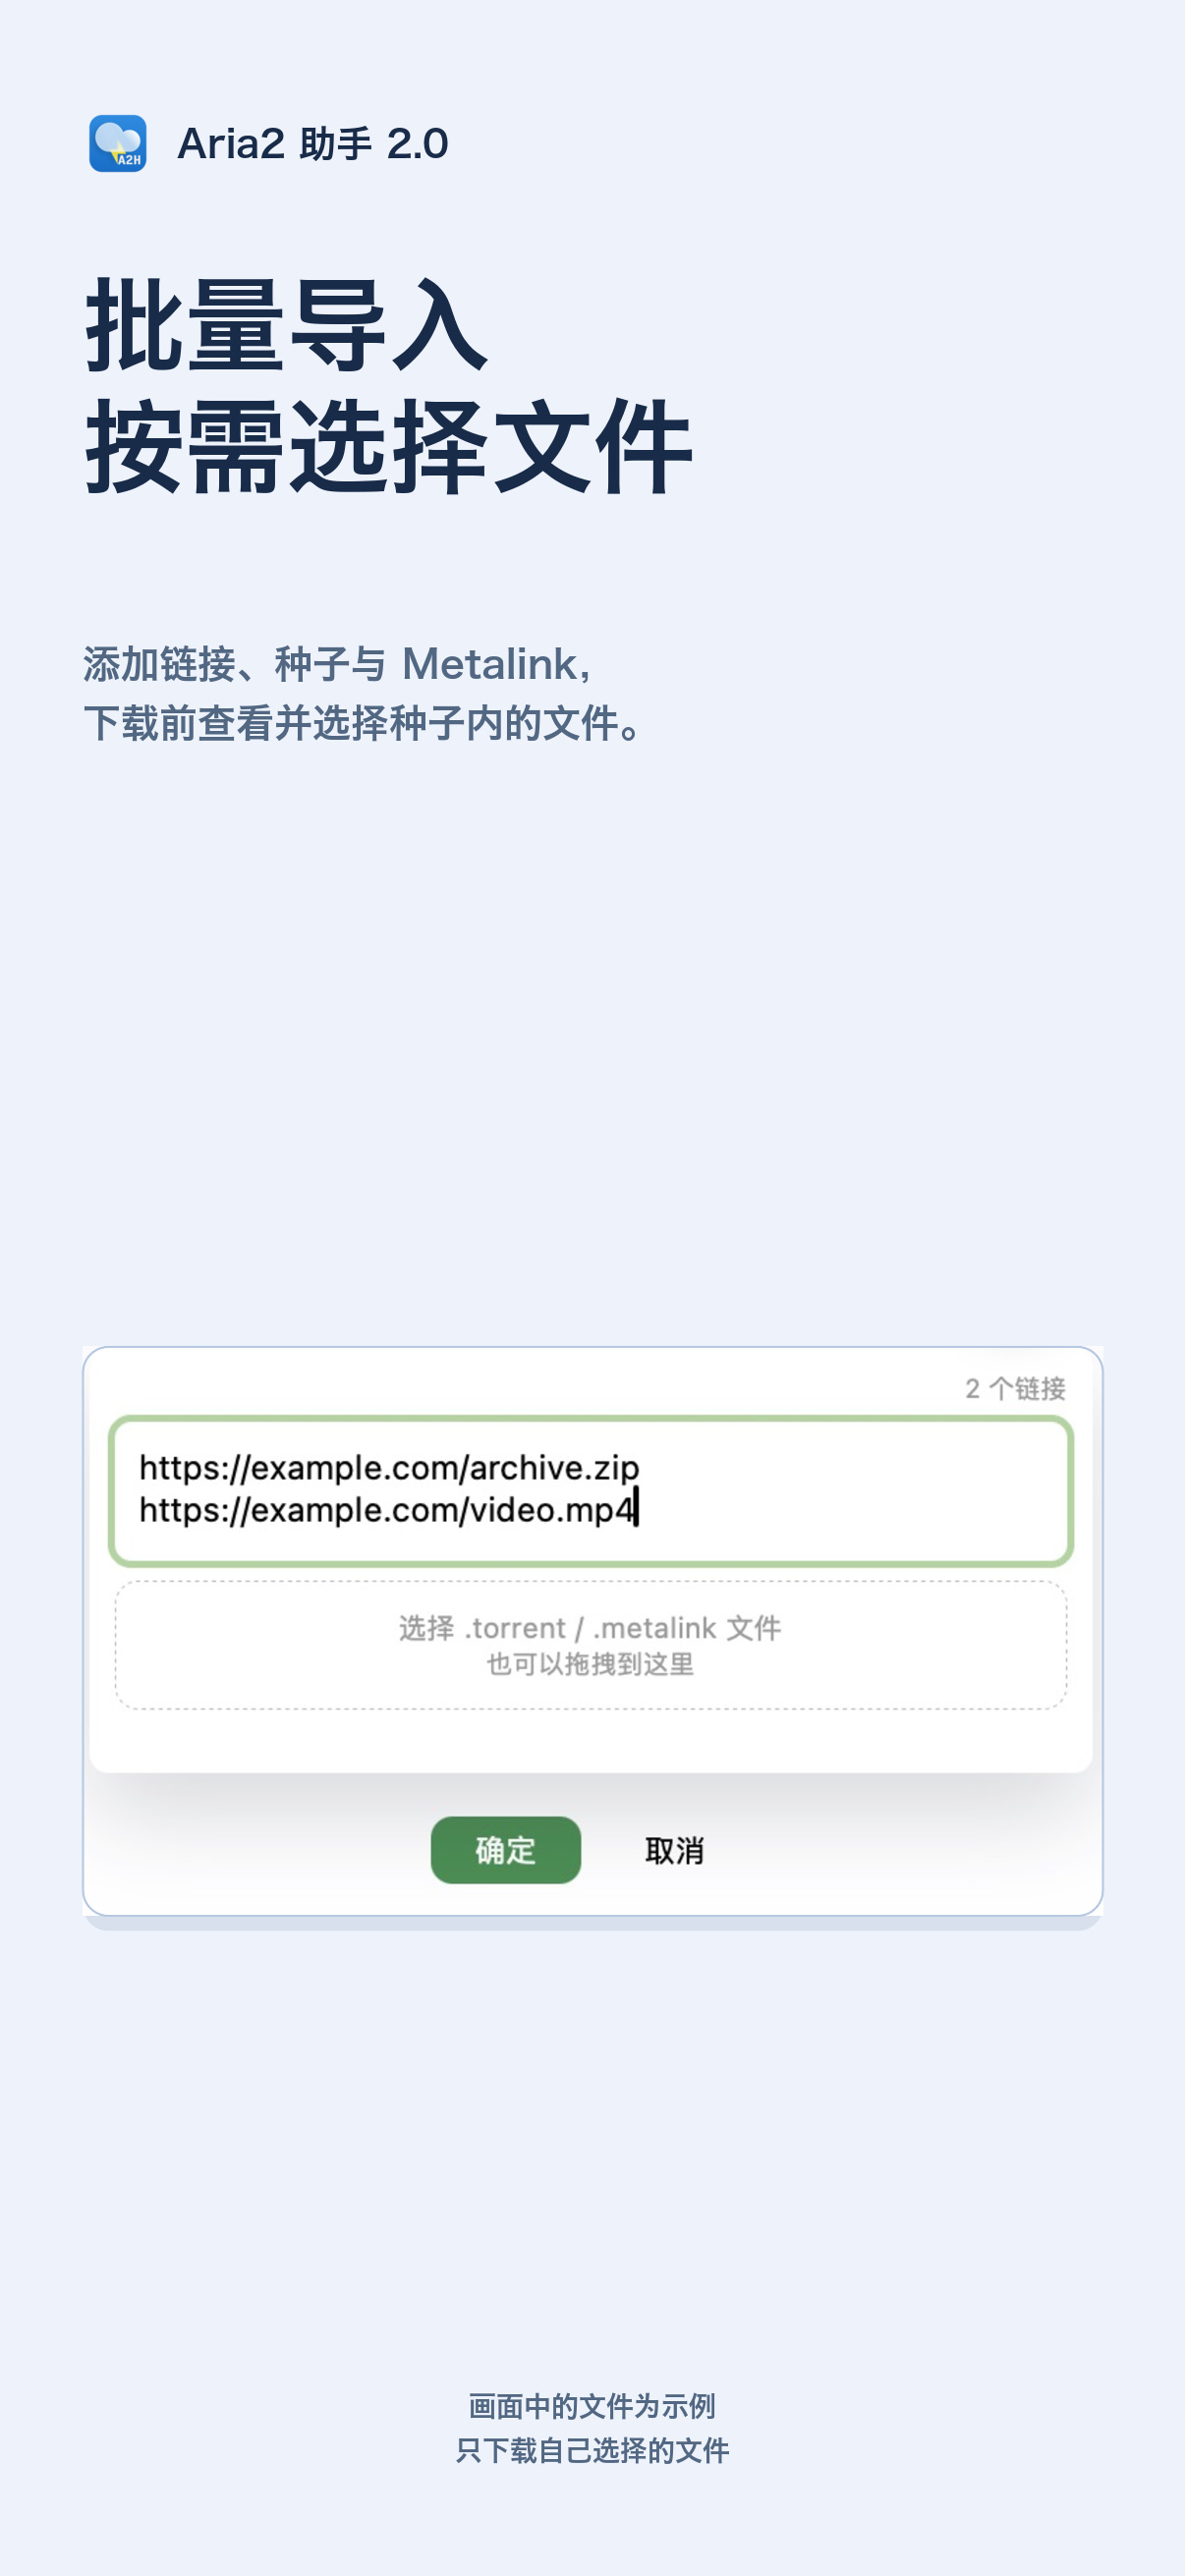 A2H
Aria2 助手 2.0
批量导入
按需选择文件
添加链接、种子与 Metalink,
下载前查看并选择种子内的文件。
2 个链接
https://example.com/archive.zip
https://example.com/video.mp4
选择 .torrent / .metalink 文件
也可以拖拽到这里
确定
取消
画面中的文件为示例
只下载自己选择的文件